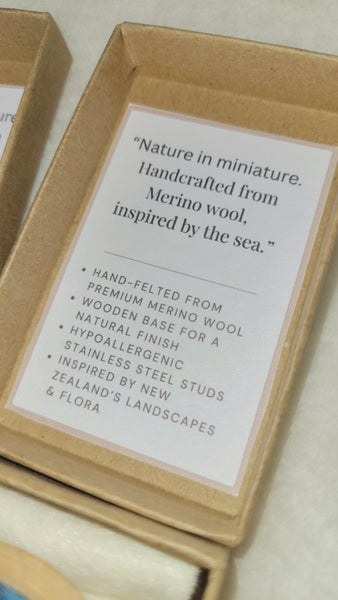 “Nature in miniature.
Handcrafted from
Merino wool,
inspired by the sea.”
• HAND-FELTED FROM
PREMIUM MERINO WOOL
• WOODEN BASE FOR A
NATURAL FINISH
• HYPOALLERGENIC
STAINLESS STEEL STUDS
• INSPIRED BY NEW
ZEALAND’S LANDSCAPES
& FLORA